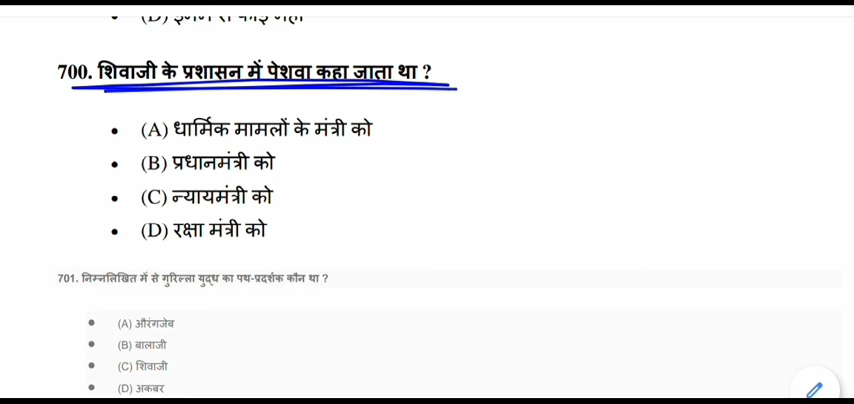 700. शिवाजी के प्रशासन में पेशवा कहा जाता था ?
• (A) धार्मिक मामलों के मंत्री को
• (B) प्रधानमंत्री को
• (C) न्यायमंत्री को
• (D) रक्षा मंत्री को
701. निम्नलिखित में से गुरिल्ला युद्ध का पथ-प्रदर्शक कौन था ?
• (A) औरंगजेब
• (B) बालाजी
• (C) शिवाजी
• (D) अकबर